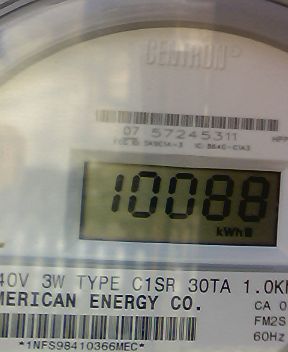 CENTRON®
07 57245311
10088
kWh
40V 3W TYPE C1SR 30TA 1.0K
MERICAN ENERGY CO.
CA 0
FM2S
60Hz
*1NFS98410366MEC*